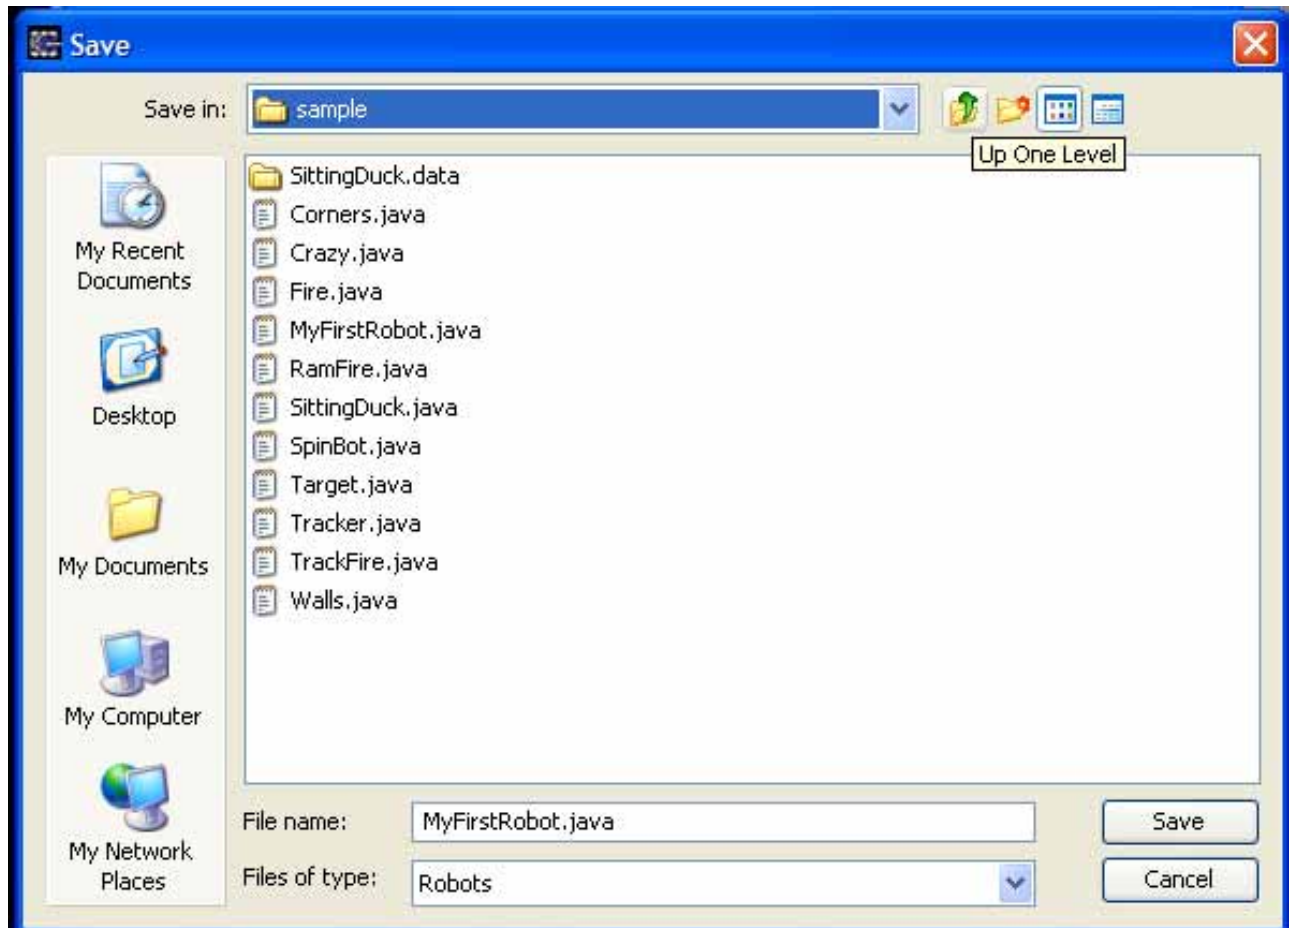 Save
Save in:
sample
Up One Level
My Recent
Documents
Desktop
My Documents
My Computer
My Network
Places
SittingDuck.data
Corners.java
Crazy.java
Fire.java
MyFirstRobot.java
RamFire.java
SittingDuck.java
SpinBot.java
Target.java
Tracker.java
TrackFire.java
Walls.java
File name:
MyFirstRobot.java
Save
Files of type:
Robots
Cancel